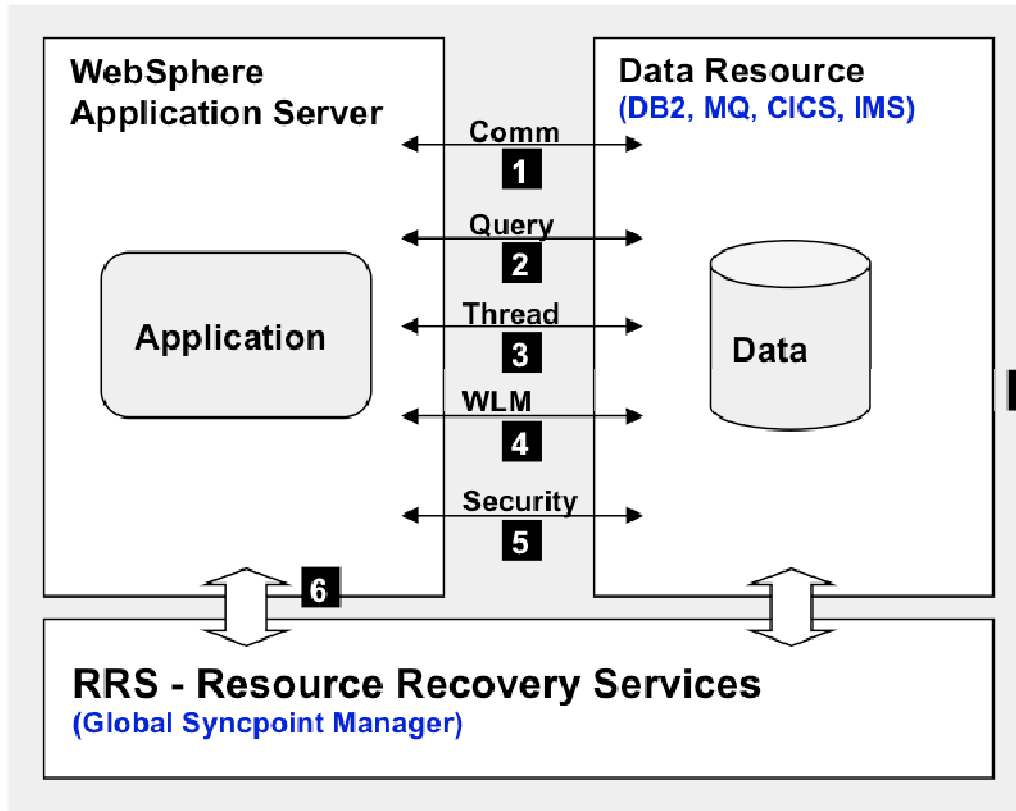 WebSphere
Application Server
Data Resource
(DB2, MQ, CICS, IMS)
Comm
1
Query
2
Thread
3
WLM
4
Security
5
Application
Data
6
RRS - Resource Recovery Services
(Global Syncpoint Manager)